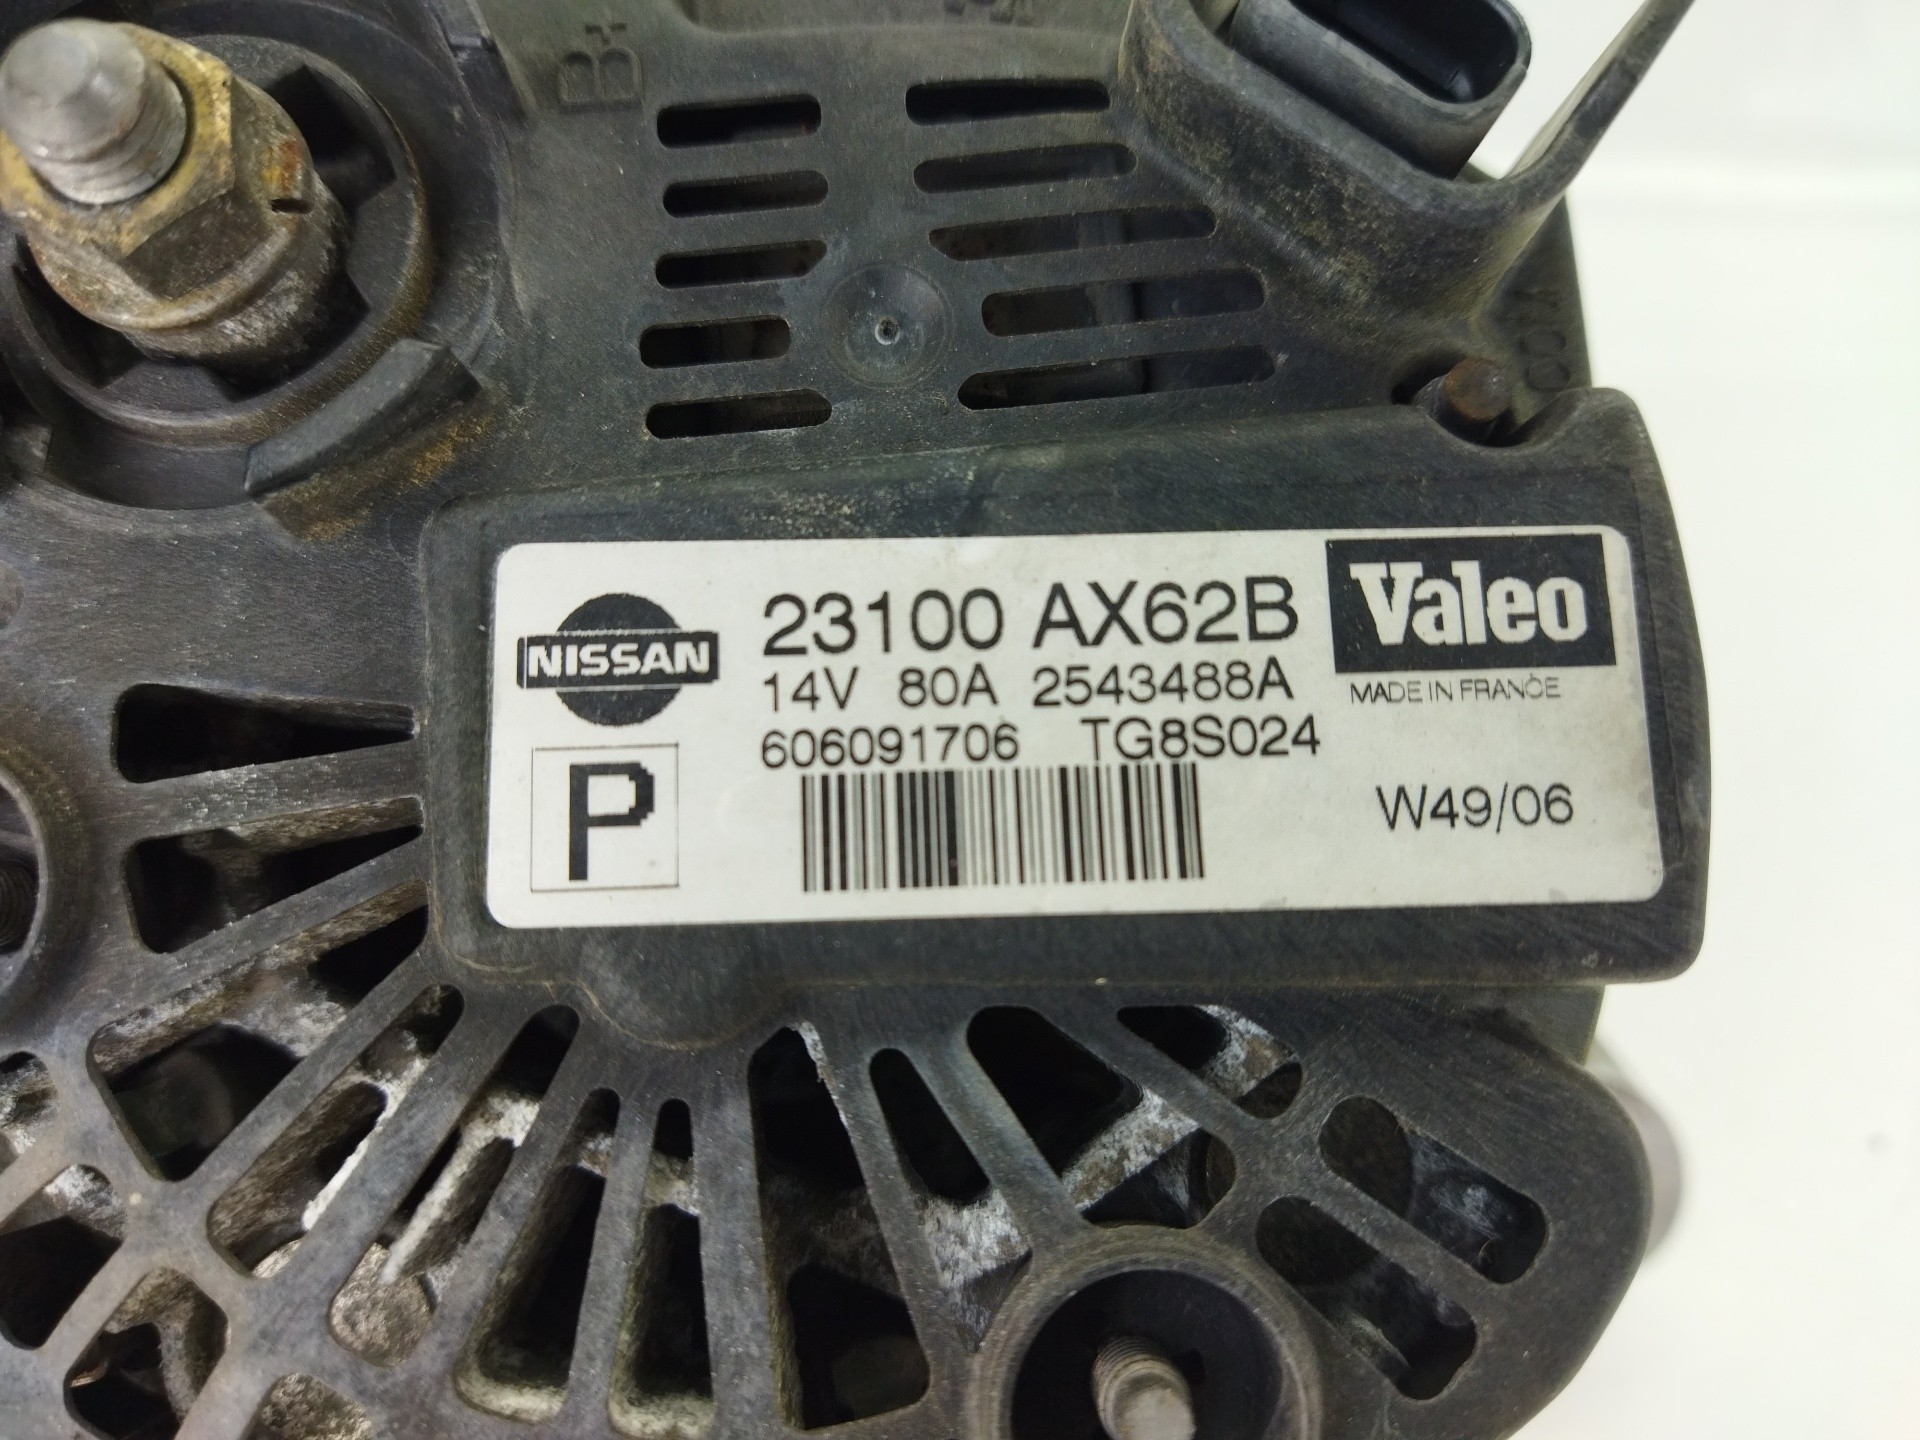 B+
NISSAN
23100 AX62B
Valeo
14V 80A 2543488A
MADE IN FRANCE
606091706 TG8S024
P
W49/06